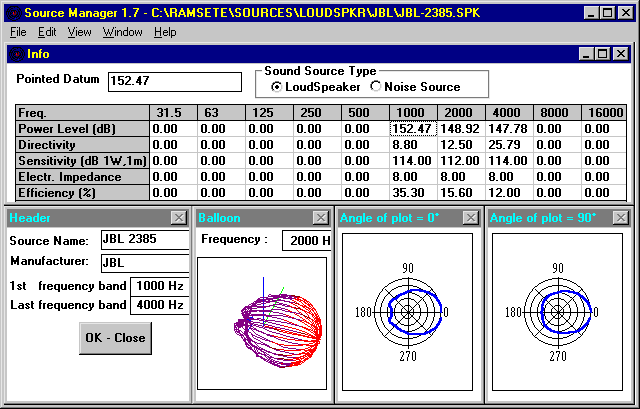 Source Manager 1.7 - C:\RAMSETE\SOURCES\LOUDSPKR\JBL\JBL-2385.SPK
File Edit View Window Help
Info
Pointed Datum 152.47
Sound Source Type
LoudSpeaker Noise Source
Freq. 31.5 63 125 250 500 1000 2000 4000 8000 16000
Power Level (dB) 0.00 0.00 0.00 0.00 0.00 152.47 148.92 147.78 0.00 0.00
Directivity 0.00 0.00 0.00 0.00 0.00 8.80 12.50 25.79 0.00 0.00
Sensitivity (dB 1W,1m) 0.00 0.00 0.00 0.00 0.00 114.00 112.00 114.00 0.00 0.00
Electr. Impedance 0.00 0.00 0.00 0.00 0.00 8.00 8.00 8.00 0.00 0.00
Efficiency (%) 0.00 0.00 0.00 0.00 0.00 35.30 15.60 12.00 0.00 0.00
Header
Source Name: JBL 2385
Manufacturer: JBL
1st frequency band 1000 Hz
Last frequency band 4000 Hz
OK - Close
Balloon
Frequency : 2000 H
Angle of plot = 0°
90
180 0
270
Angle of plot = 90°
90
180 0
270